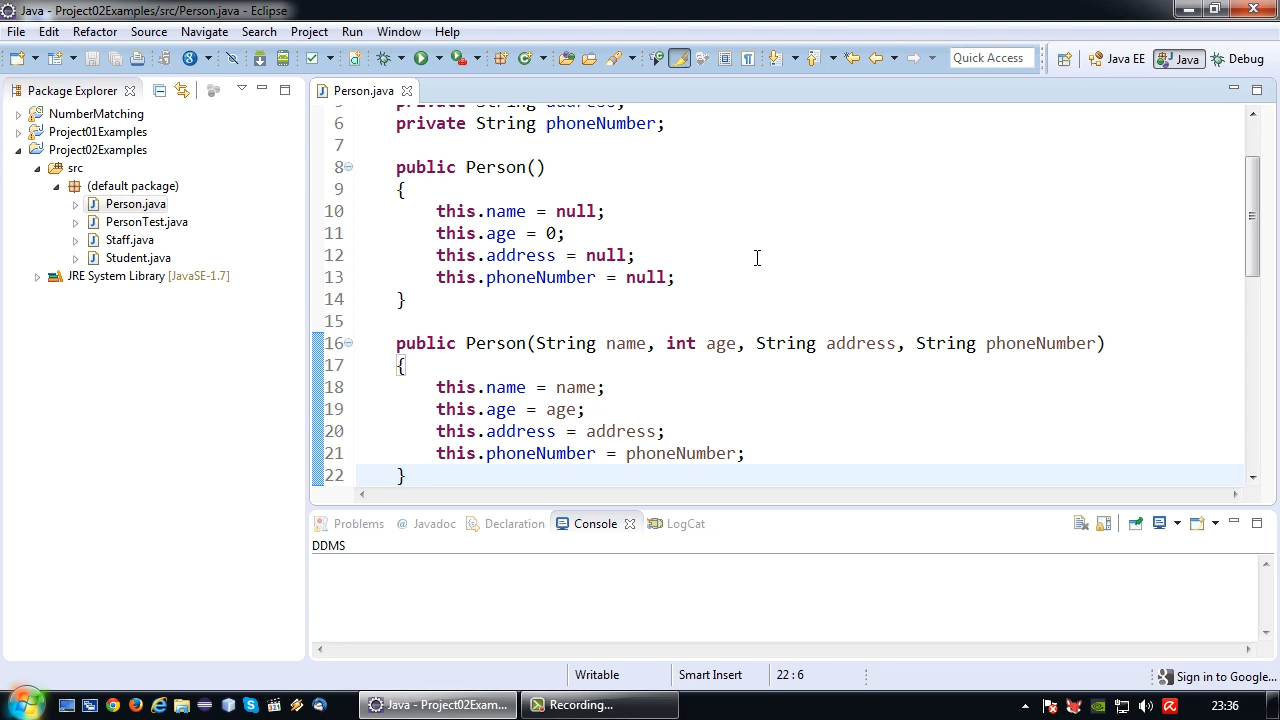 Java - Project02Examples/src/Person.java - Eclipse
File Edit Refactor Source Navigate Search Project Run Window Help
Quick Access Java EE Java Debug
Package Explorer
NumberMatching
Project01Examples
Project02Examples
src
(default package)
Person.java
PersonTest.java
Staff.java
Student.java
JRE System Library [JavaSE-1.7]
Person.java
private String address;
6 private String phoneNumber;
7
8 public Person()
9 {
10 this.name = null;
11 this.age = 0;
12 this.address = null;
13 this.phoneNumber = null;
14 }
15
16 public Person(String name, int age, String address, String phoneNumber)
17 {
18 this.name = name;
19 this.age = age;
20 this.address = address;
21 this.phoneNumber = phoneNumber;
22 }
Problems @ Javadoc Declaration Console LogCat
DDMS
Writable Smart Insert 22 : 6 Sign in to Google...
Java - Project02Exam... Recording... 23:36